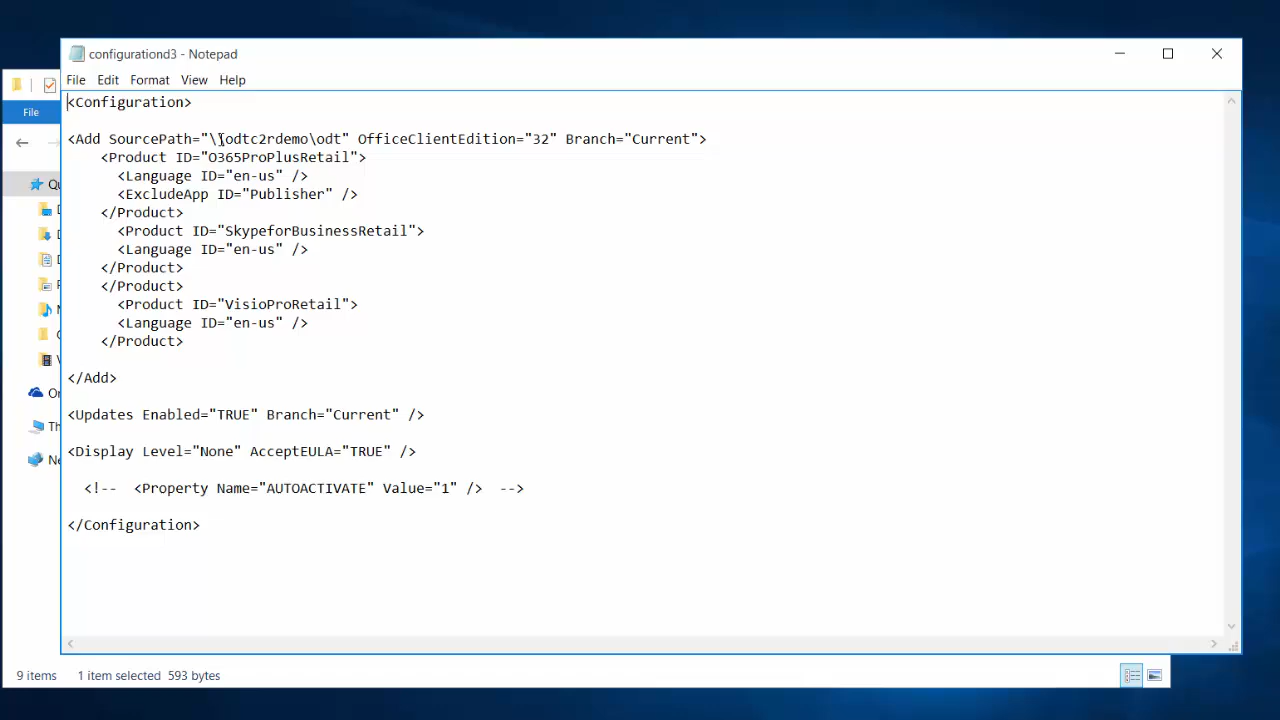 configurationd3 - Notepad
File Edit Format View Help
File
<Configuration>
<Add SourcePath="\\odtc2rdemo\odt" OfficeClientEdition="32" Branch="Current">
<Product ID="O365ProPlusRetail">
<Language ID="en-us" />
<ExcludeApp ID="Publisher" />
</Product>
<Product ID="SkypeforBusinessRetail">
<Language ID="en-us" />
</Product>
</Product>
<Product ID="VisioProRetail">
<Language ID="en-us" />
</Product>
</Add>
<Updates Enabled="TRUE" Branch="Current" />
<Display Level="None" AcceptEULA="TRUE" />
<!-- <Property Name="AUTOACTIVATE" Value="1" /> -->
</Configuration>
9 items 1 item selected 593 bytes